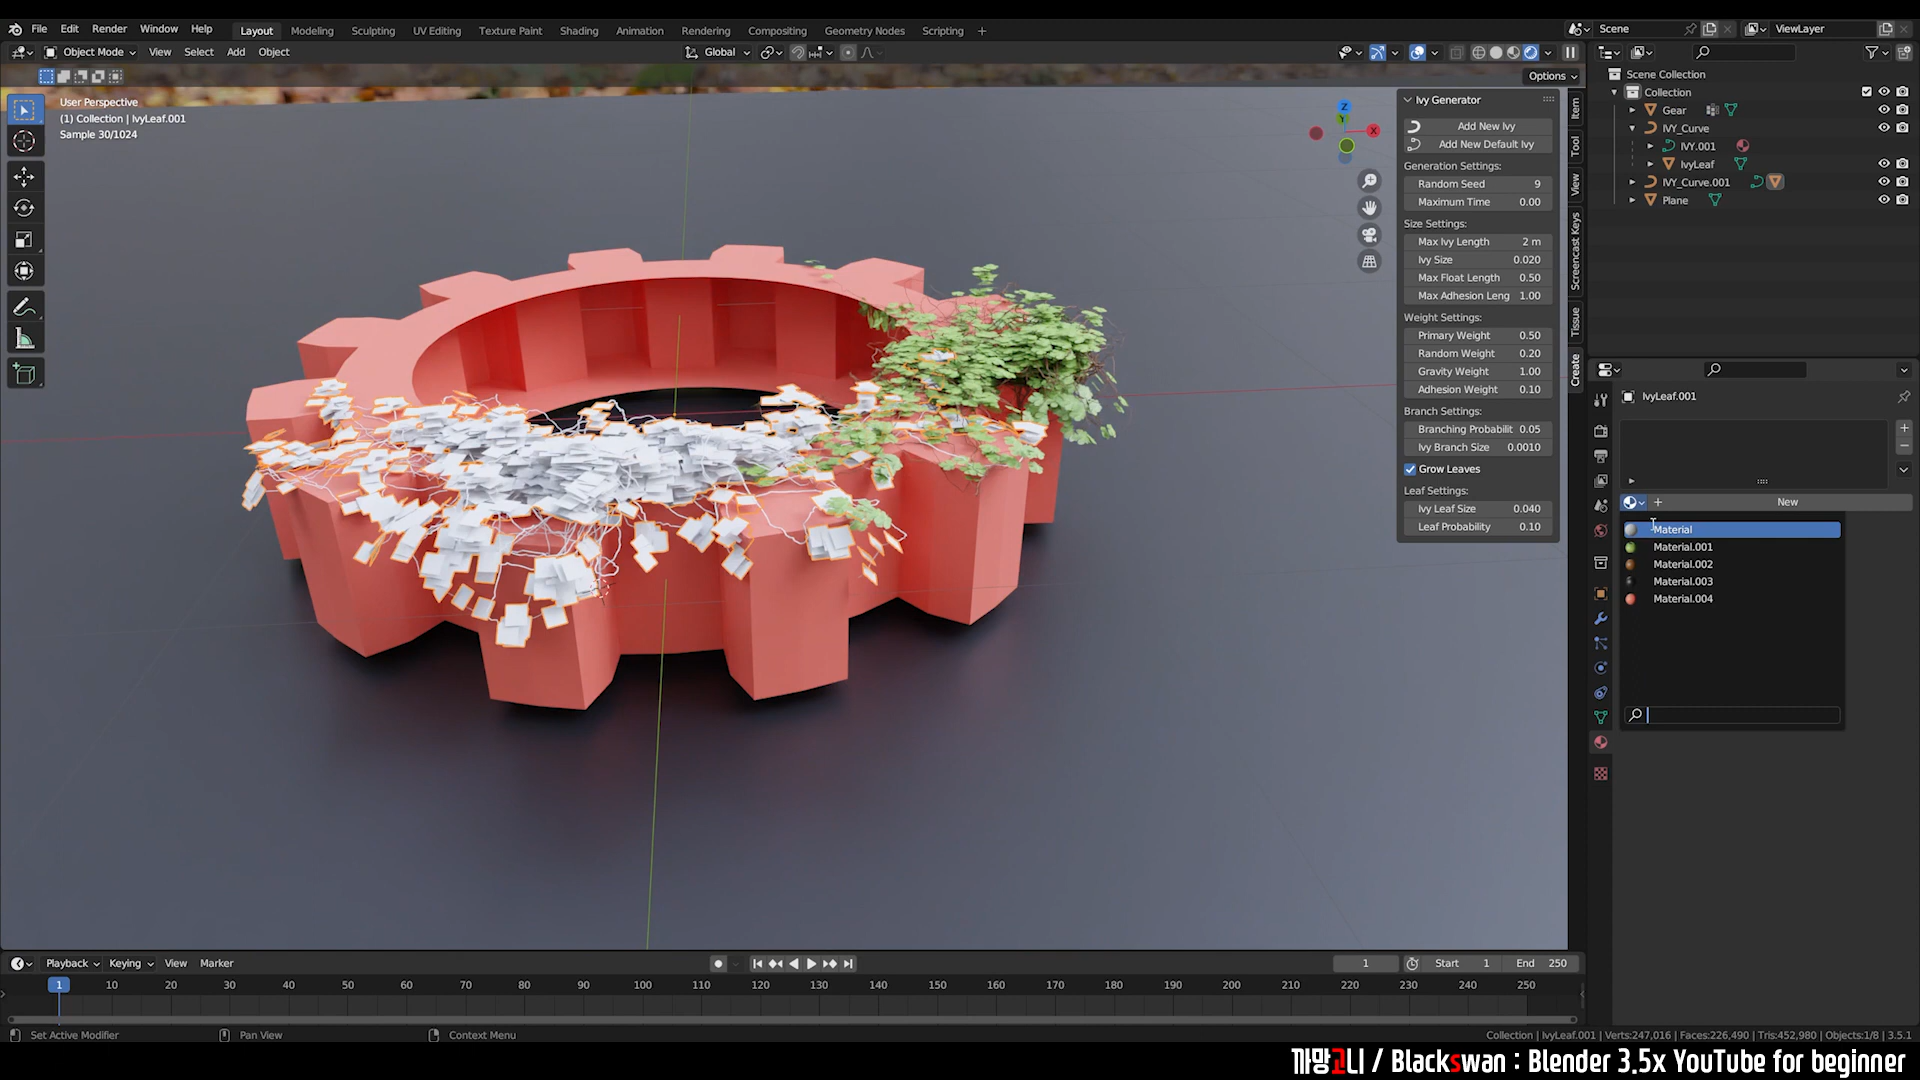 File Edit Render Window Help Layout Modeling Sculpting UV Editing Texture Paint Shading Animation Rendering Compositing Geometry Nodes Scripting + Scene ViewLayer
Object Mode View Select Add Object Global
Options
User Perspective
(1) Collection | IvyLeaf.001
Sample 30/1024
Z
Y
X
Ivy Generator
Add New Ivy
Add New Default Ivy
Generation Settings:
Random Seed 9
Maximum Time 0.00
Size Settings:
Max Ivy Length 2 m
Ivy Size 0.020
Max Float Length 0.50
Max Adhesion Leng 1.00
Weight Settings:
Primary Weight 0.50
Random Weight 0.20
Gravity Weight 1.00
Adhesion Weight 0.10
Branch Settings:
Branching Probabilit 0.05
Ivy Branch Size 0.0010
Grow Leaves
Leaf Settings:
Ivy Leaf Size 0.040
Leaf Probability 0.10
Item
Tool
View
Screencast Keys
Tissue
Create
Scene Collection
Collection
Gear
IVY_Curve
IVY.001
IvyLeaf
IVY_Curve.001
Plane
IvyLeaf.001
+ New
Material
Material.001
Material.002
Material.003
Material.004
Playback Keying View Marker 1 Start 1 End 250
1 10 20 30 40 50 60 70 80 90 100 110 120 130 140 150 160 170 180 190 200 210 220 230 240 250
Set Active Modifier Pan View Context Menu Collection | IvyLeaf.001 | Verts:247,016 | Faces:226,490 | Tris:452,980 | Objects:1/8 | 3.5.1
까망고니 / Blackswan : Blender 3.5x YouTube for beginner